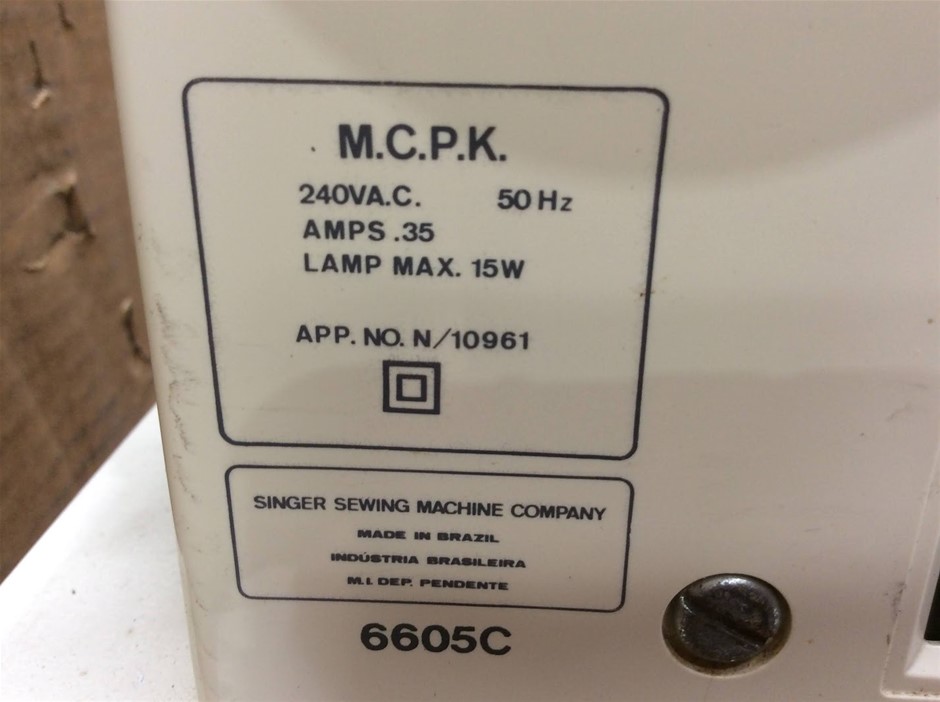 M.C.P.K.
240VA.C. 50 Hz
AMPS .35
LAMP MAX. 15W
APP. NO. N/10961
SINGER SEWING MACHINE COMPANY
MADE IN BRAZIL
INDÚSTRIA BRASILEIRA
M.I. DEP. PENDENTE
6605C